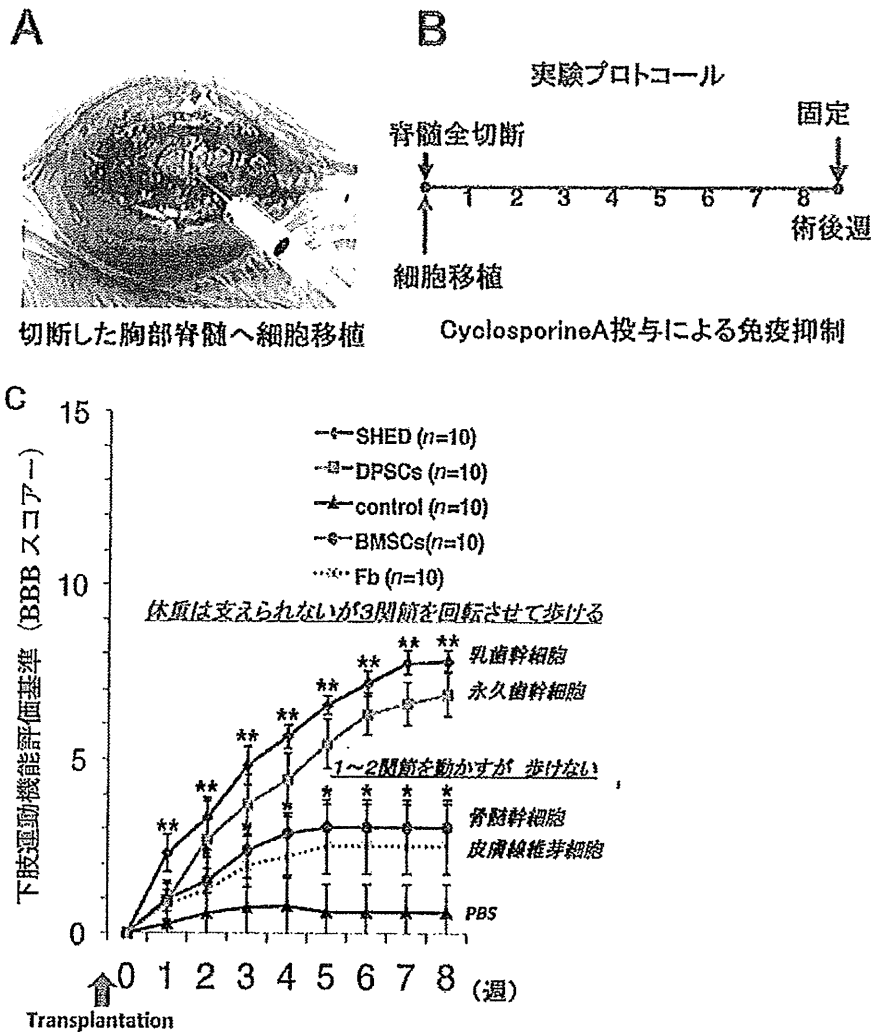 A
切断した胸部脊髄へ細胞移植
B
実験プロトコール
脊髄全切断
固定
1 2 3 4 5 6 7 8
術後週
細胞移植
CyclosporineA投与による免疫抑制
C
下肢運動機能評価基準 (BBB スコアー)
15
10
5
0
SHED (n=10)
DPSCs (n=10)
control (n=10)
BMSCs(n=10)
Fb (n=10)
体重は支えられないが3関節を回転させて歩ける
** ** ** ** ** ** ** **
乳歯幹細胞
永久歯幹細胞
1～2関節を動かすが 歩けない
* * * * * * * *
骨髄幹細胞
皮膚線維芽細胞
PBS
0 1 2 3 4 5 6 7 8 (週)
Transplantation